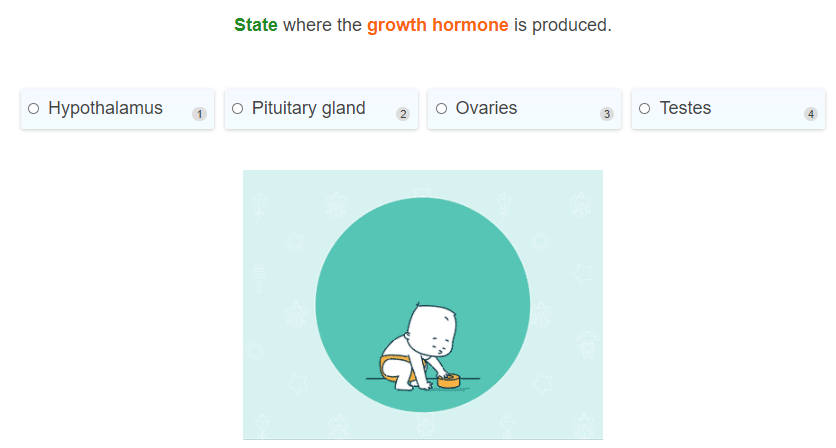 State where the growth hormone is produced.
Hypothalamus 1 Pituitary gland 2 Ovaries 3 Testes 4